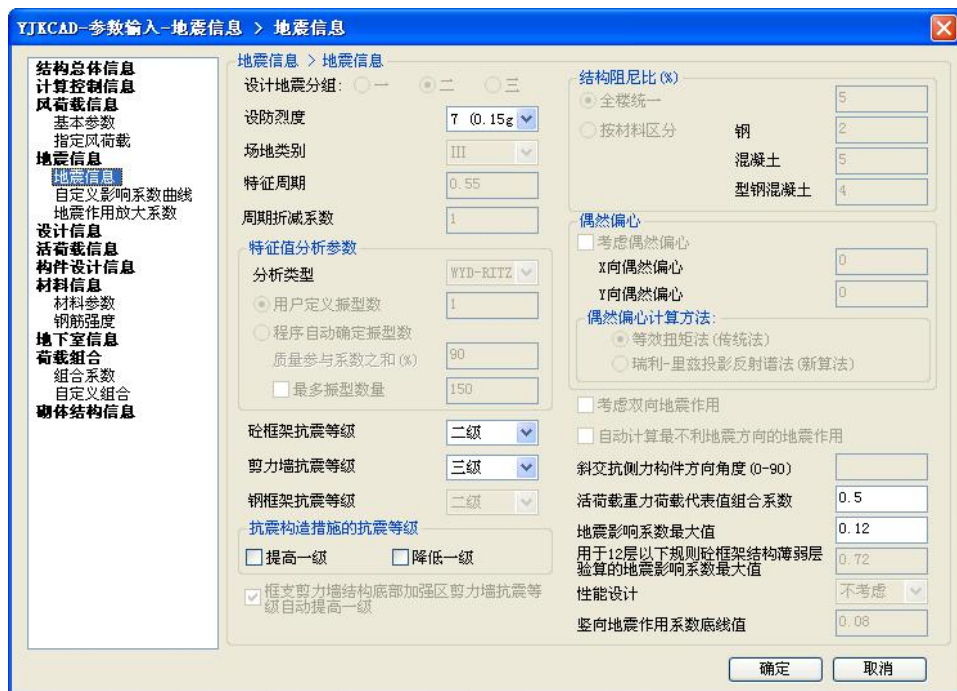 YJKCAD-参数输入-地震信息 > 地震信息
结构总体信息
计算控制信息
风荷载信息
基本参数
指定风荷载
地震信息
地震信息
自定义影响系数曲线
地震作用放大系数
设计信息
活荷载信息
构件设计信息
材料信息
材料参数
钢筋强度
地下室信息
荷载组合
组合系数
自定义组合
砌体结构信息
地震信息 > 地震信息
设计地震分组: 一 二 三
设防烈度 7 (0.15g
场地类别 III
特征周期 0.55
周期折减系数 1
特征值分析参数
分析类型 WYD-RITZ
用户定义振型数 1
程序自动确定振型数
质量参与系数之和(%) 90
最多振型数量 150
砼框架抗震等级 二级
剪力墙抗震等级 三级
钢框架抗震等级 二级
抗震构造措施的抗震等级
提高一级 降低一级
框支剪力墙结构底部加强区剪力墙抗震等
级自动提高一级
结构阻尼比(%)
全楼统一 5
按材料区分 钢 2
混凝土 5
型钢混凝土 4
偶然偏心
考虑偶然偏心
X向偶然偏心 0
Y向偶然偏心 0
偶然偏心计算方法:
等效扭矩法(传统法)
瑞利-里兹投影反射谱法(新算法)
考虑双向地震作用
自动计算最不利地震方向的地震作用
斜交抗侧力构件方向角度(0-90)
活荷载重力荷载代表值组合系数 0.5
地震影响系数最大值 0.12
用于12层以下规则砼框架结构薄弱层
验算的地震影响系数最大值 0.72
性能设计 不考虑
竖向地震作用系数底线值 0.08
确定 取消